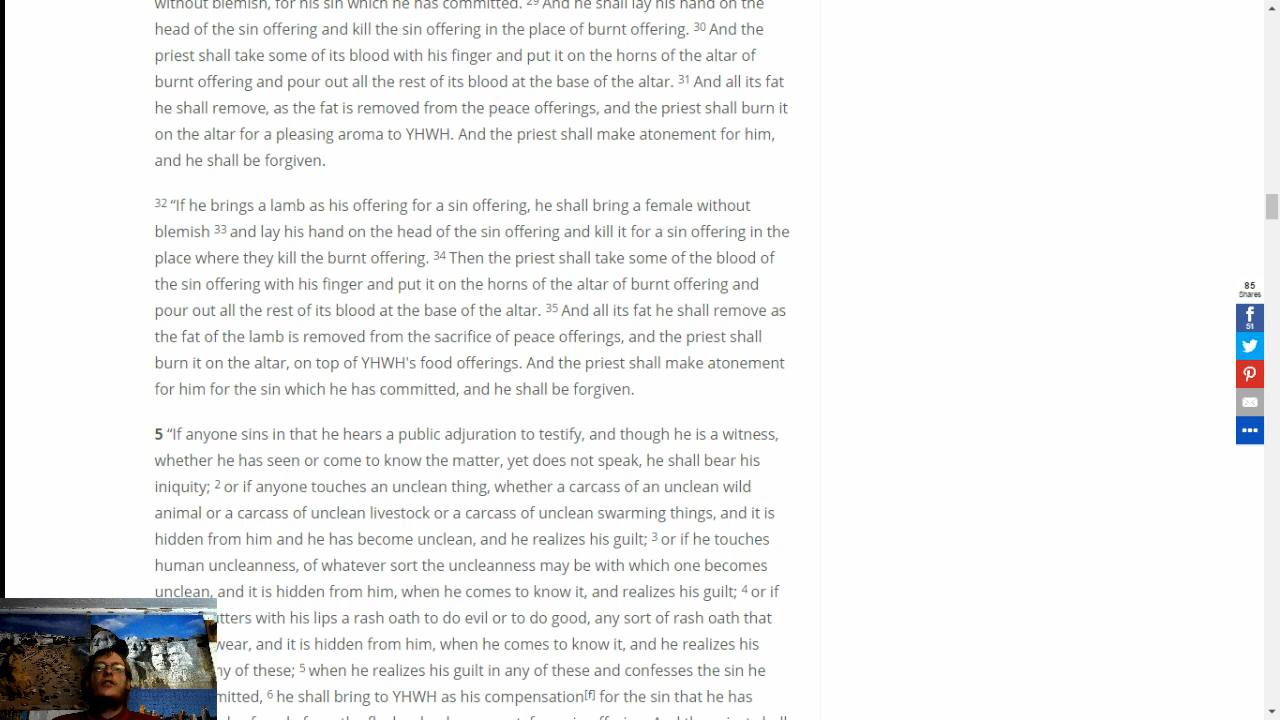 without blemish, for his sin which he has committed. 29 And he shall lay his hand on the
head of the sin offering and kill the sin offering in the place of burnt offering. 30 And the
priest shall take some of its blood with his finger and put it on the horns of the altar of
burnt offering and pour out all the rest of its blood at the base of the altar. 31 And all its fat
he shall remove, as the fat is removed from the peace offerings, and the priest shall burn it
on the altar for a pleasing aroma to YHWH. And the priest shall make atonement for him,
and he shall be forgiven.
32 “If he brings a lamb as his offering for a sin offering, he shall bring a female without
blemish 33 and lay his hand on the head of the sin offering and kill it for a sin offering in the
place where they kill the burnt offering. 34 Then the priest shall take some of the blood of
the sin offering with his finger and put it on the horns of the altar of burnt offering and
pour out all the rest of its blood at the base of the altar. 35 And all its fat he shall remove as
the fat of the lamb is removed from the sacrifice of peace offerings, and the priest shall
burn it on the altar, on top of YHWH's food offerings. And the priest shall make atonement
for him for the sin which he has committed, and he shall be forgiven.
5 “If anyone sins in that he hears a public adjuration to testify, and though he is a witness,
whether he has seen or come to know the matter, yet does not speak, he shall bear his
iniquity; 2 or if anyone touches an unclean thing, whether a carcass of an unclean wild
animal or a carcass of unclean livestock or a carcass of unclean swarming things, and it is
hidden from him and he has become unclean, and he realizes his guilt; 3 or if he touches
human uncleanness, of whatever sort the uncleanness may be with which one becomes
unclean, and it is hidden from him, when he comes to know it, and realizes his guilt; 4 or if
with his lips a rash oath to do evil or to do good, any sort of rash oath that
and it is hidden from him, when he comes to know it, and he realizes his
of these; 5 when he realizes his guilt in any of these and confesses the sin he
6 he shall bring to YHWH as his compensation[f] for the sin that he has
85
Shares
51